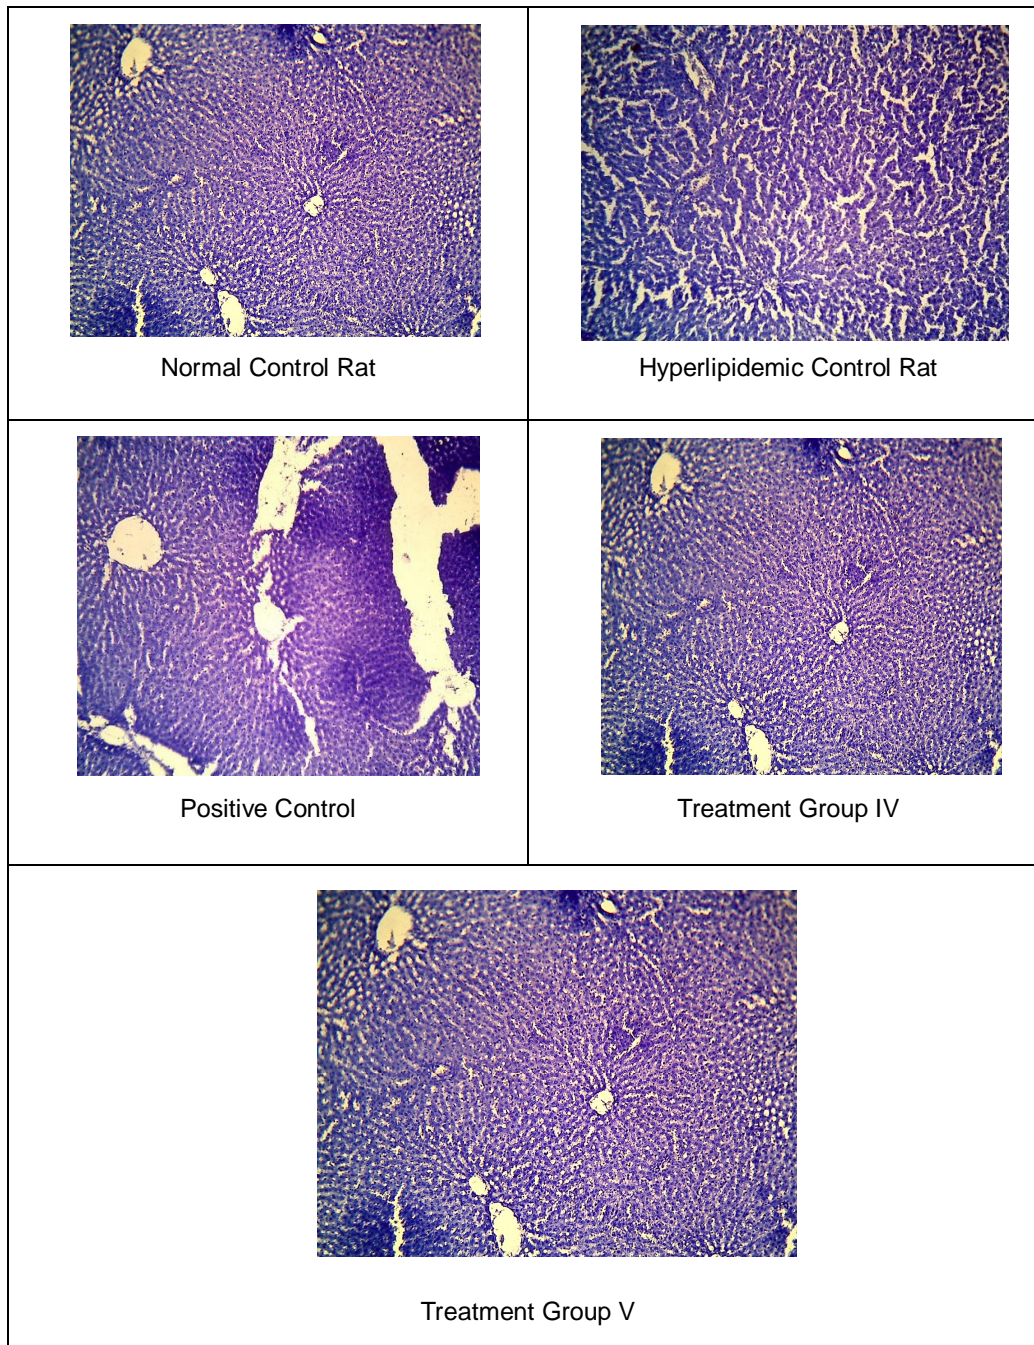 Normal Control Rat
Hyperlipidemic Control Rat
Positive Control
Treatment Group IV
Treatment Group V